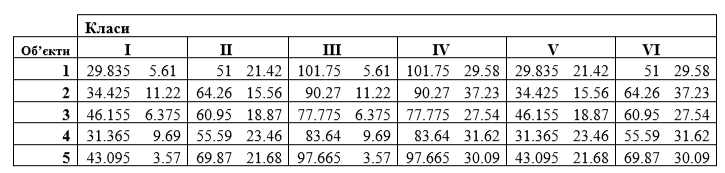 Класи
Об’єкти I II III IV V VI
1 29.835 5.61 51 21.42 101.75 5.61 101.75 29.58 29.835 21.42 51 29.58
2 34.425 11.22 64.26 15.56 90.27 11.22 90.27 37.23 34.425 15.56 64.26 37.23
3 46.155 6.375 60.95 18.87 77.775 6.375 77.775 27.54 46.155 18.87 60.95 27.54
4 31.365 9.69 55.59 23.46 83.64 9.69 83.64 31.62 31.365 23.46 55.59 31.62
5 43.095 3.57 69.87 21.68 97.665 3.57 97.665 30.09 43.095 21.68 69.87 30.09